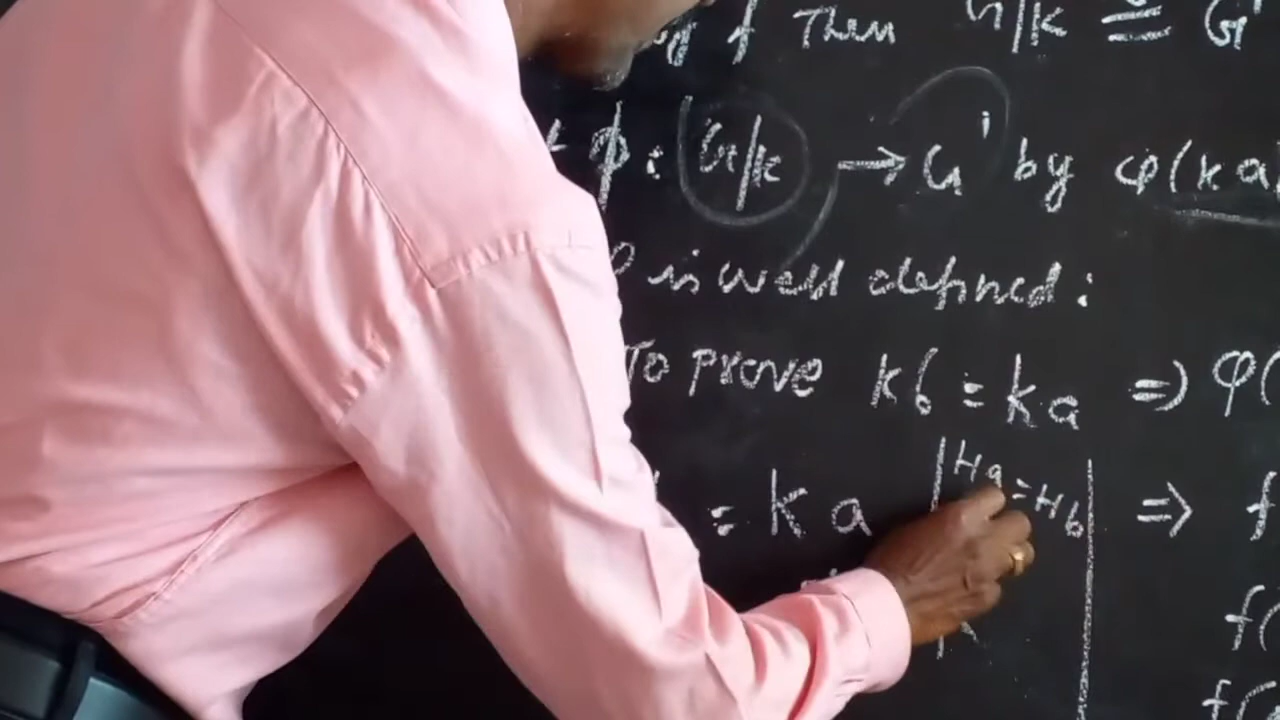 of f Then G/K ≅ G'
φ: G/K → G' by φ(ka
φ is well defined:
To prove kb = ka ⇒ φ(
= ka | Ha = Hb | ⇒ f
f(
f(